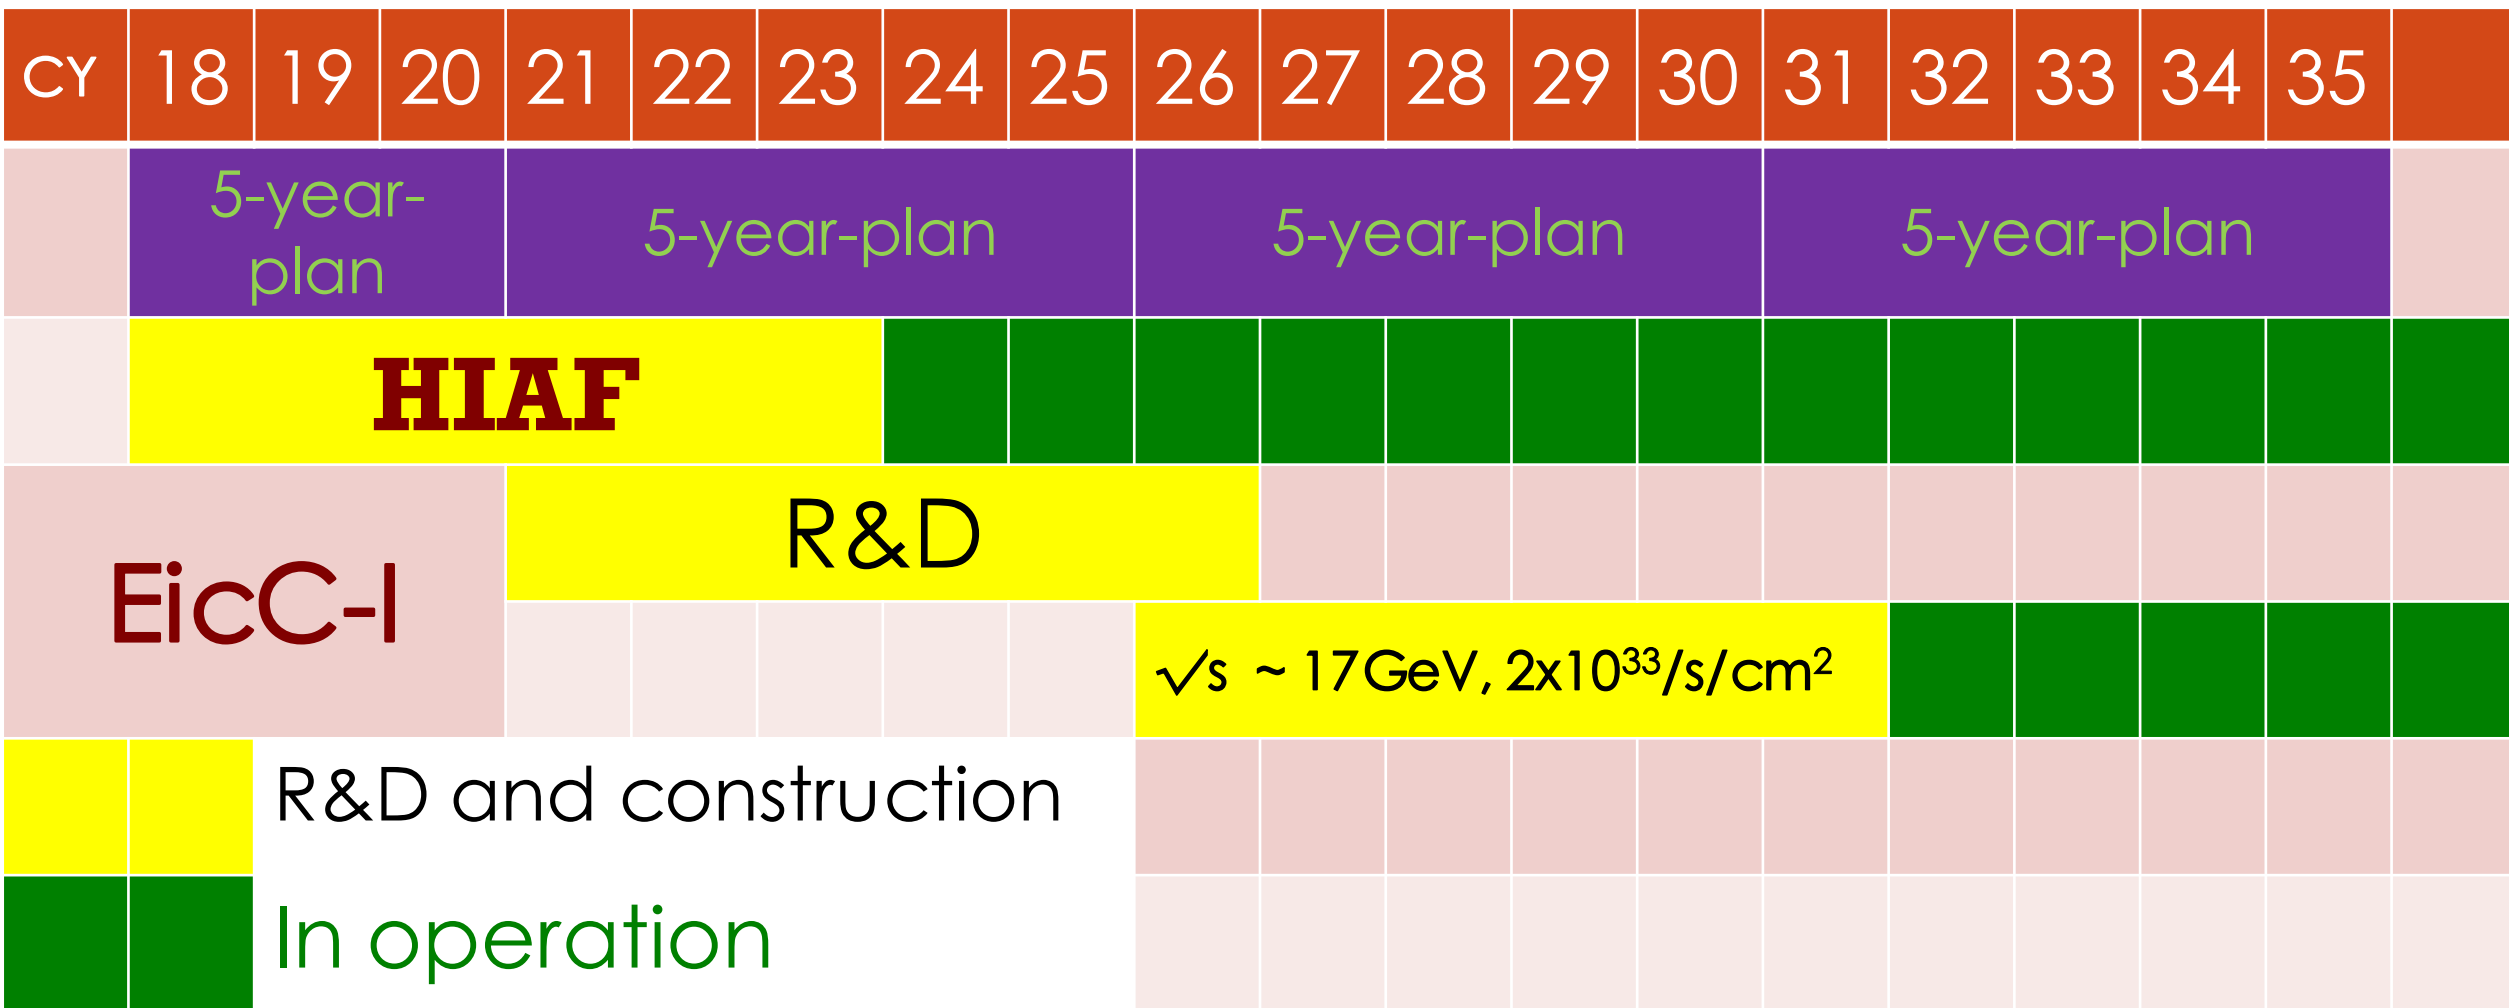 CY 18 19 20 21 22 23 24 25 26 27 28 29 30 31 32 33 34 35
5-year-
plan
5-year-plan
5-year-plan
5-year-plan
HIAF
R&D
EicC-I
√s ~ 17GeV, 2x10³³/s/cm²
R&D and construction
In operation